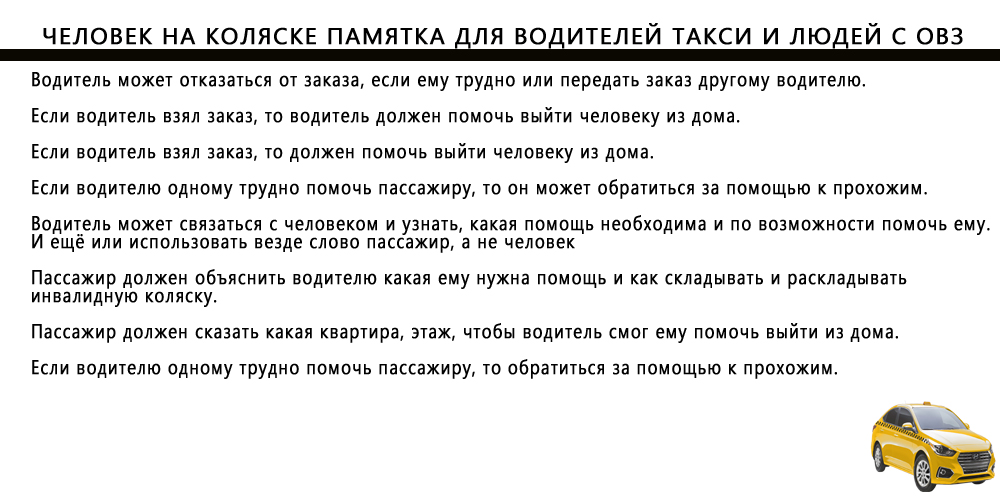 ЧЕЛОВЕК НА КОЛЯСКЕ ПАМЯТКА ДЛЯ ВОДИТЕЛЕЙ ТАКСИ И ЛЮДЕЙ С ОВЗ
Водитель может отказаться от заказа, если ему трудно или передать заказ другому водителю.
Если водитель взял заказ, то водитель должен помочь выйти человеку из дома.
Если водитель взял заказ, то должен помочь выйти человеку из дома.
Если водителю одному трудно помочь пассажиру, то он может обратиться за помощью к прохожим.
Водитель может связаться с человеком и узнать, какая помощь необходима и по возможности помочь ему.
И ещё или использовать везде слово пассажир, а не человек
Пассажир должен объяснить водителю какая ему нужна помощь и как складывать и раскладывать
инвалидную коляску.
Пассажир должен сказать какая квартира, этаж, чтобы водитель смог ему помочь выйти из дома.
Если водителю одному трудно помочь пассажиру, то обратиться за помощью к прохожим.